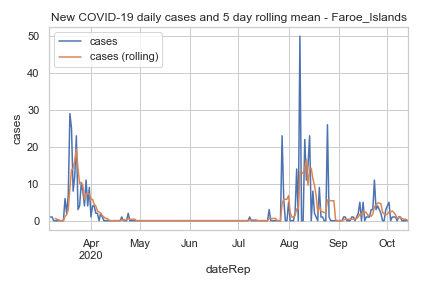 New COVID-19 daily cases and 5 day rolling mean - Faroe_Islands
cases
cases (rolling)
50
40
30
20
10
0
cases
Apr
2020
May
Jun
Jul
Aug
Sep
Oct
dateRep